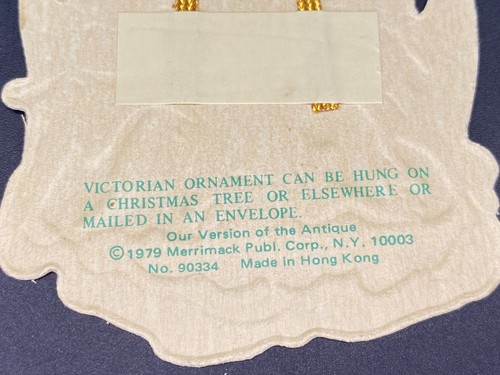 VICTORIAN ORNAMENT CAN BE HUNG ON
A CHRISTMAS TREE OR ELSEWHERE OR
MAILED IN AN ENVELOPE.
Our Version of the Antique
©1979 Merrimack Publ. Corp., N.Y. 10003
No. 90334 Made in Hong Kong